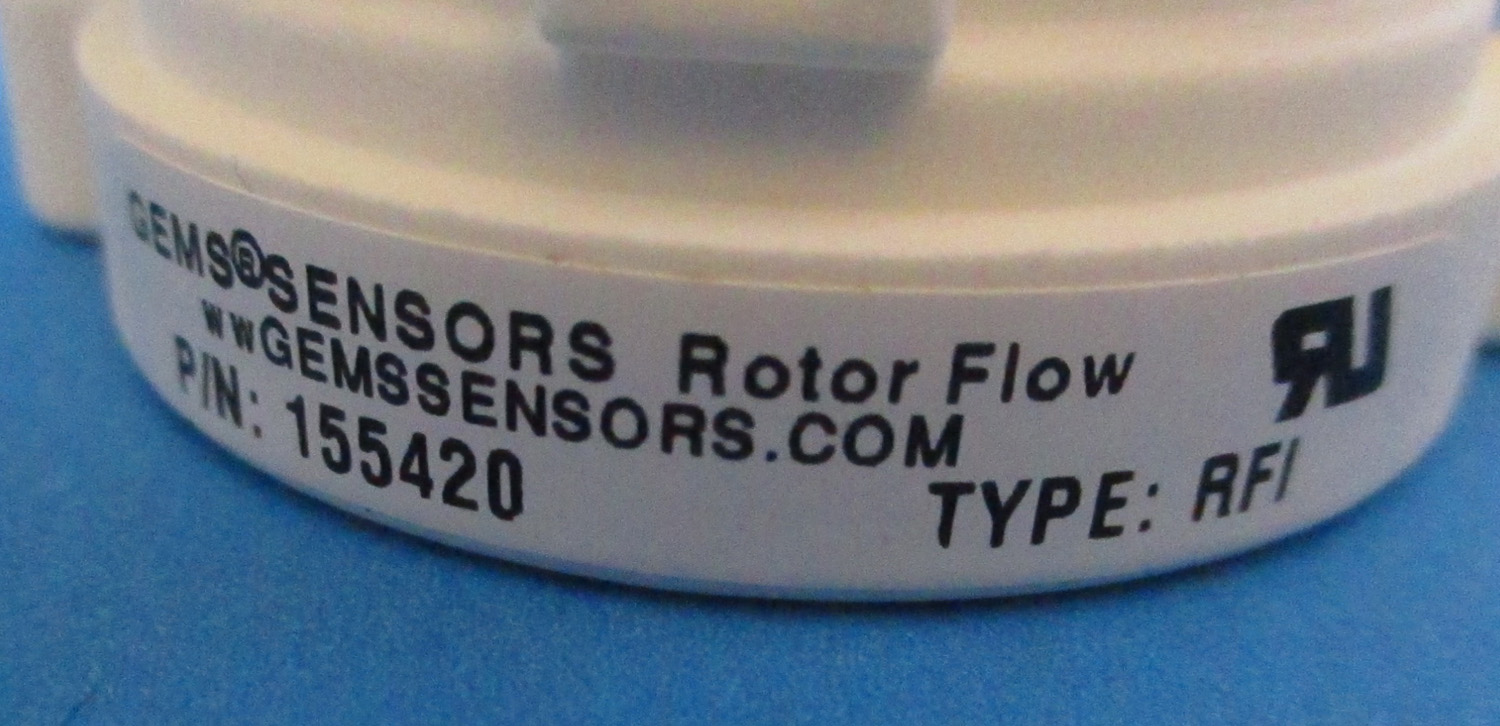 GEMS®SENSORS Rotor Flow
wwGEMSSENSORS.COM
P/N: 155420
TYPE: RFI